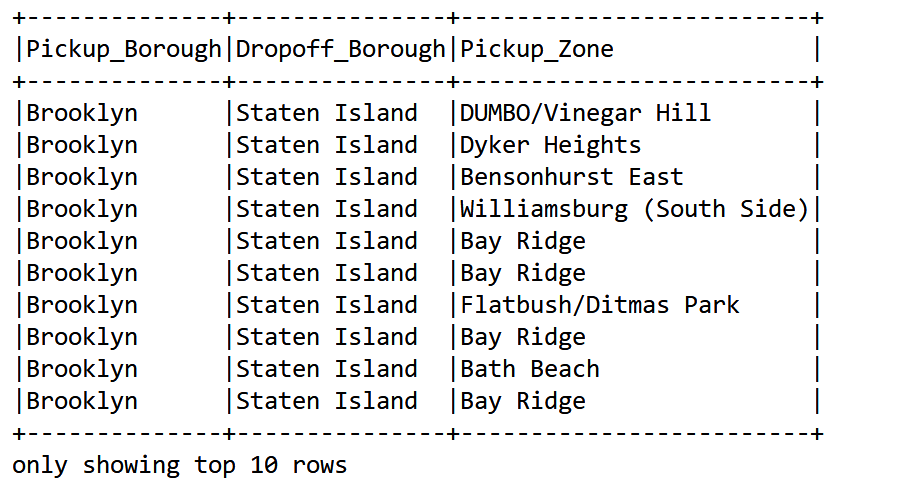 +--------------+---------------+-------------------------+
|Pickup_Borough|Dropoff_Borough|Pickup_Zone              |
+--------------+---------------+-------------------------+
|Brooklyn      |Staten Island  |DUMBO/Vinegar Hill       |
|Brooklyn      |Staten Island  |Dyker Heights            |
|Brooklyn      |Staten Island  |Bensonhurst East         |
|Brooklyn      |Staten Island  |Williamsburg (South Side)|
|Brooklyn      |Staten Island  |Bay Ridge                |
|Brooklyn      |Staten Island  |Bay Ridge                |
|Brooklyn      |Staten Island  |Flatbush/Ditmas Park     |
|Brooklyn      |Staten Island  |Bay Ridge                |
|Brooklyn      |Staten Island  |Bath Beach               |
|Brooklyn      |Staten Island  |Bay Ridge                |
+--------------+---------------+-------------------------+
only showing top 10 rows